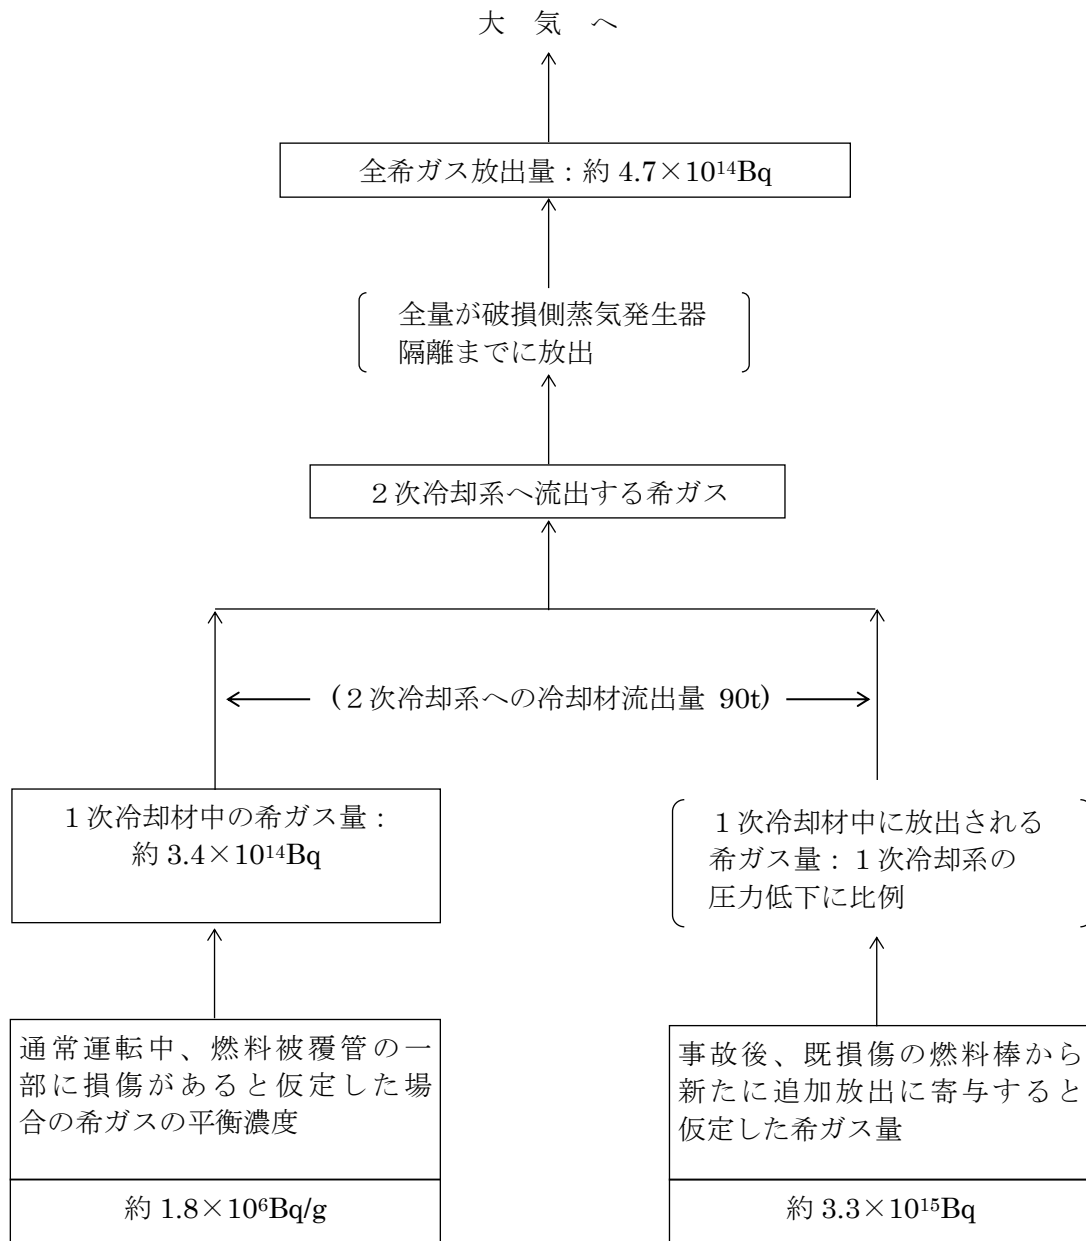 大 気 へ
全希ガス放出量：約 4.7×10¹⁴Bq
全量が破損側蒸気発生器
隔離までに放出
２次冷却系へ流出する希ガス
(２次冷却系への冷却材流出量 90t)
１次冷却材中の希ガス量：
約 3.4×10¹⁴Bq
１次冷却材中に放出される
希ガス量：１次冷却系の
圧力低下に比例
通常運転中、燃料被覆管の一
部に損傷があると仮定した場
合の希ガスの平衡濃度
約 1.8×10⁶Bq/g
事故後、既損傷の燃料棒から
新たに追加放出に寄与すると
仮定した希ガス量
約 3.3×10¹⁵Bq